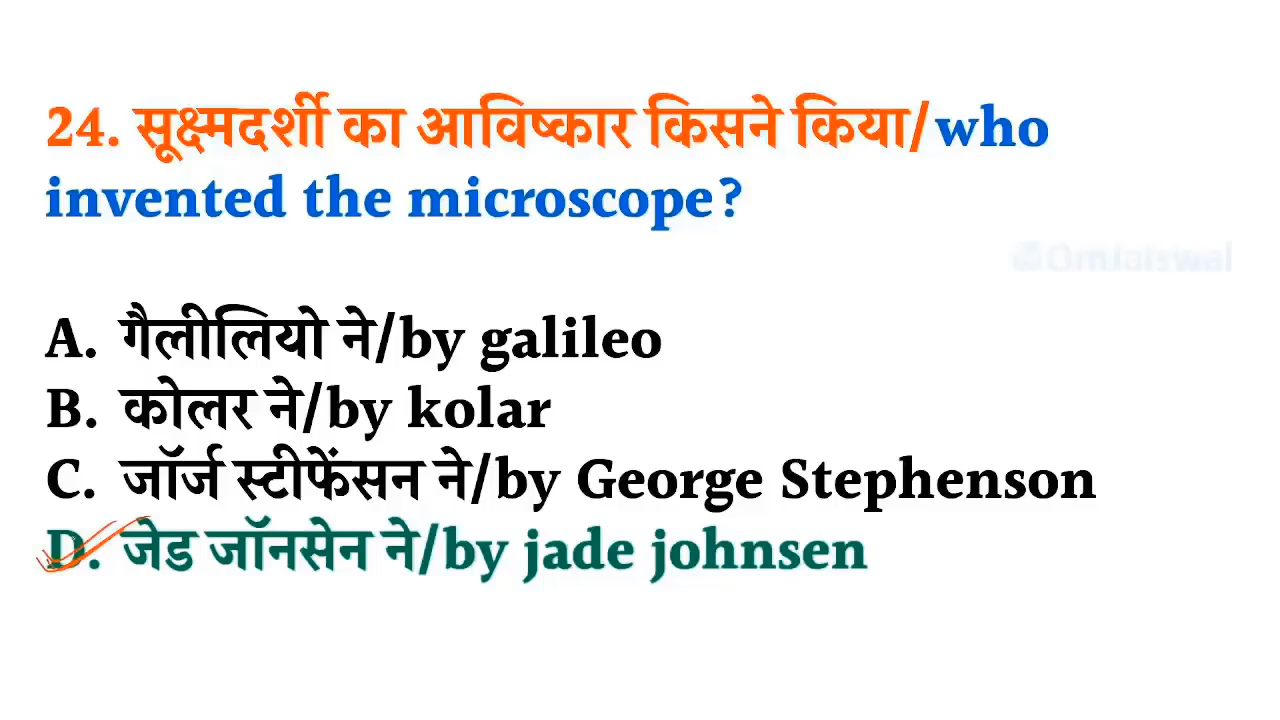 24. सूक्ष्मदर्शी का आविष्कार किसने किया/who
invented the microscope?
A. गैलीलियो ने/by galileo
B. कोलर ने/by kolar
C. जॉर्ज स्टीफेंसन ने/by George Stephenson
D. जेड जॉनसेन ने/by jade johnsen